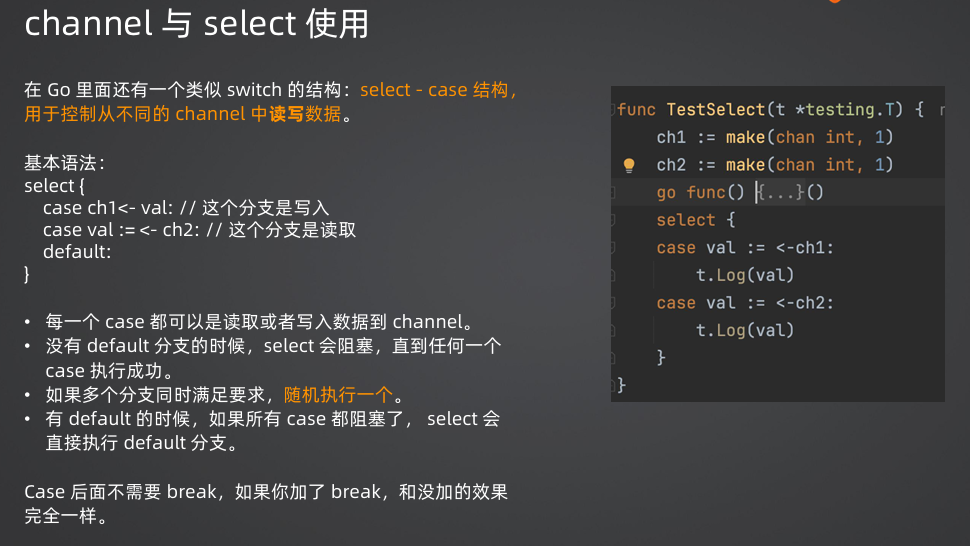 channel 与 select 使用
在 Go 里面还有一个类似 switch 的结构：select - case 结构，
用于控制从不同的 channel 中读写数据。
基本语法：
select {
case ch1<- val: // 这个分支是写入
case val := <- ch2: // 这个分支是读取
default:
}
• 每一个 case 都可以是读取或者写入数据到 channel。
• 没有 default 分支的时候，select 会阻塞，直到任何一个
case 执行成功。
• 如果多个分支同时满足要求，随机执行一个。
• 有 default 的时候，如果所有 case 都阻塞了， select 会
直接执行 default 分支。
Case 后面不需要 break，如果你加了 break，和没加的效果
完全一样。
func TestSelect(t *testing.T) {
ch1 := make(chan int, 1)
ch2 := make(chan int, 1)
go func() {...}()
select {
case val := <-ch1:
t.Log(val)
case val := <-ch2:
t.Log(val)
}
}